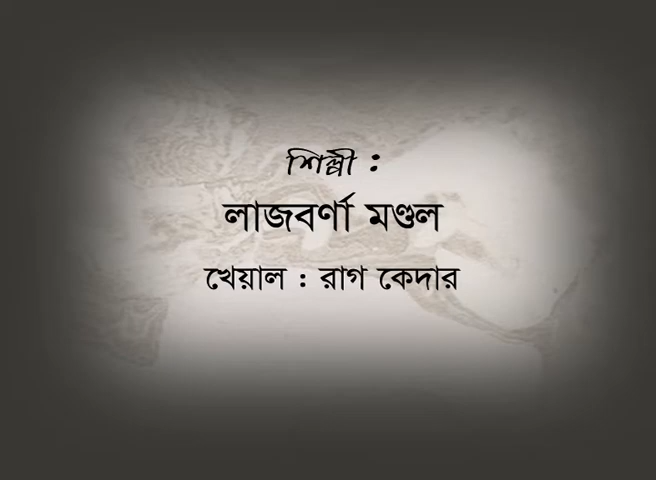 শিল্পী :
লাজবর্ণা মণ্ডল
খেয়াল : রাগ কেদার